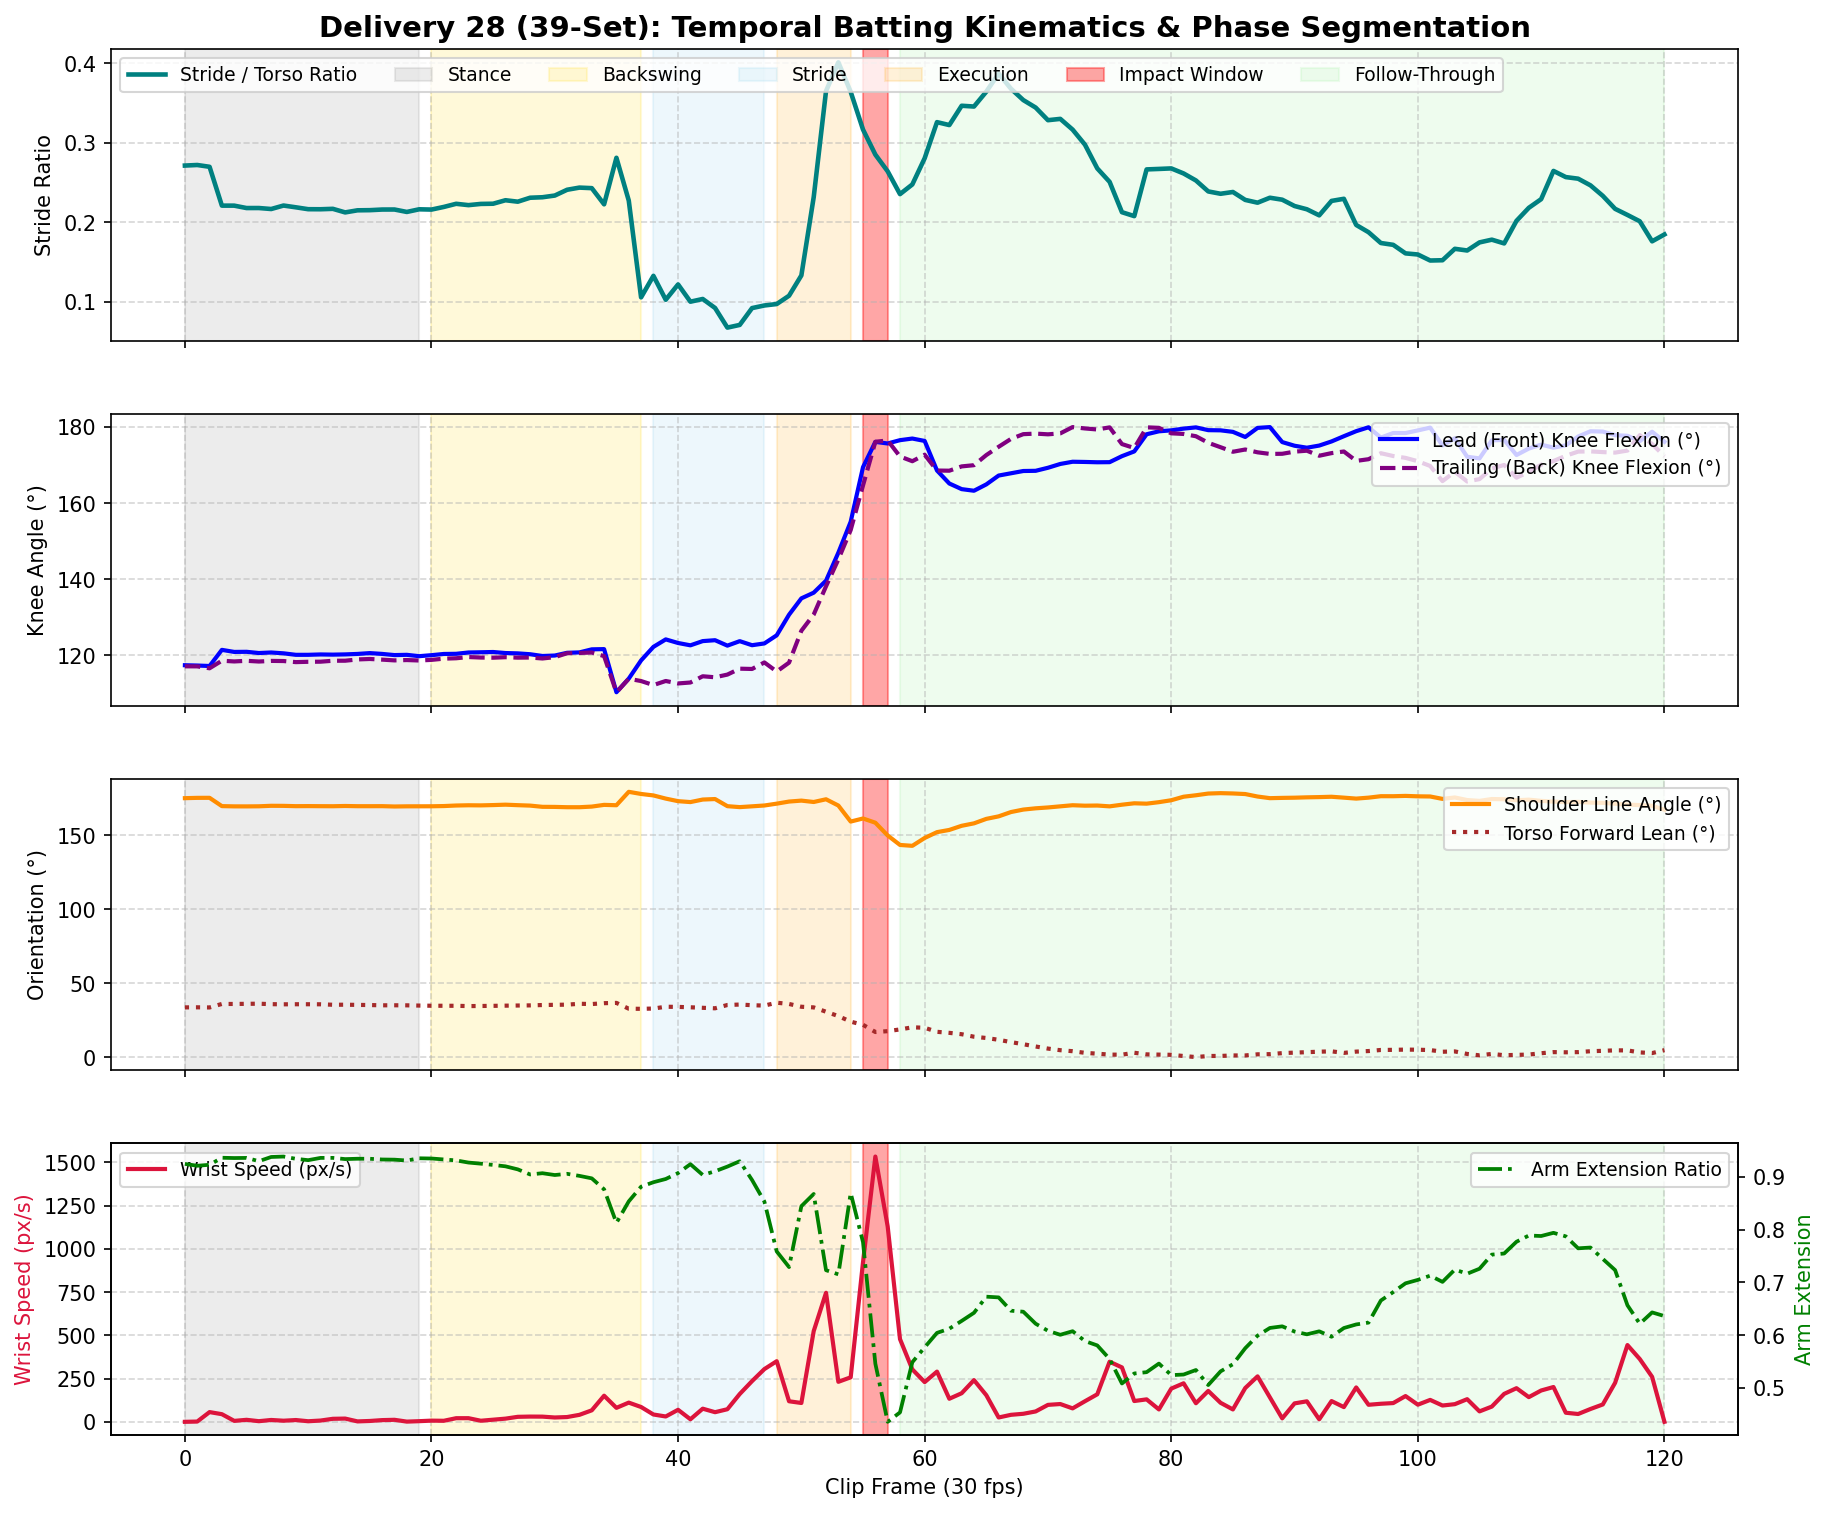 Delivery 28 (39-Set): Temporal Batting Kinematics & Phase Segmentation
Stride / Torso Ratio Stance Backswing Stride Execution Impact Window Follow-Through
Stride Ratio
0.4
0.3
0.2
0.1
Lead (Front) Knee Flexion (°)
Trailing (Back) Knee Flexion (°)
Knee Angle (°)
180
160
140
120
Shoulder Line Angle (°)
Torso Forward Lean (°)
Orientation (°)
150
100
50
0
Wrist Speed (px/s)
Arm Extension Ratio
Wrist Speed (px/s)
1500
1250
1000
750
500
250
0
0.9
0.8
0.7
0.6
0.5
Arm Extension
0 20 40 60 80 100 120
Clip Frame (30 fps)